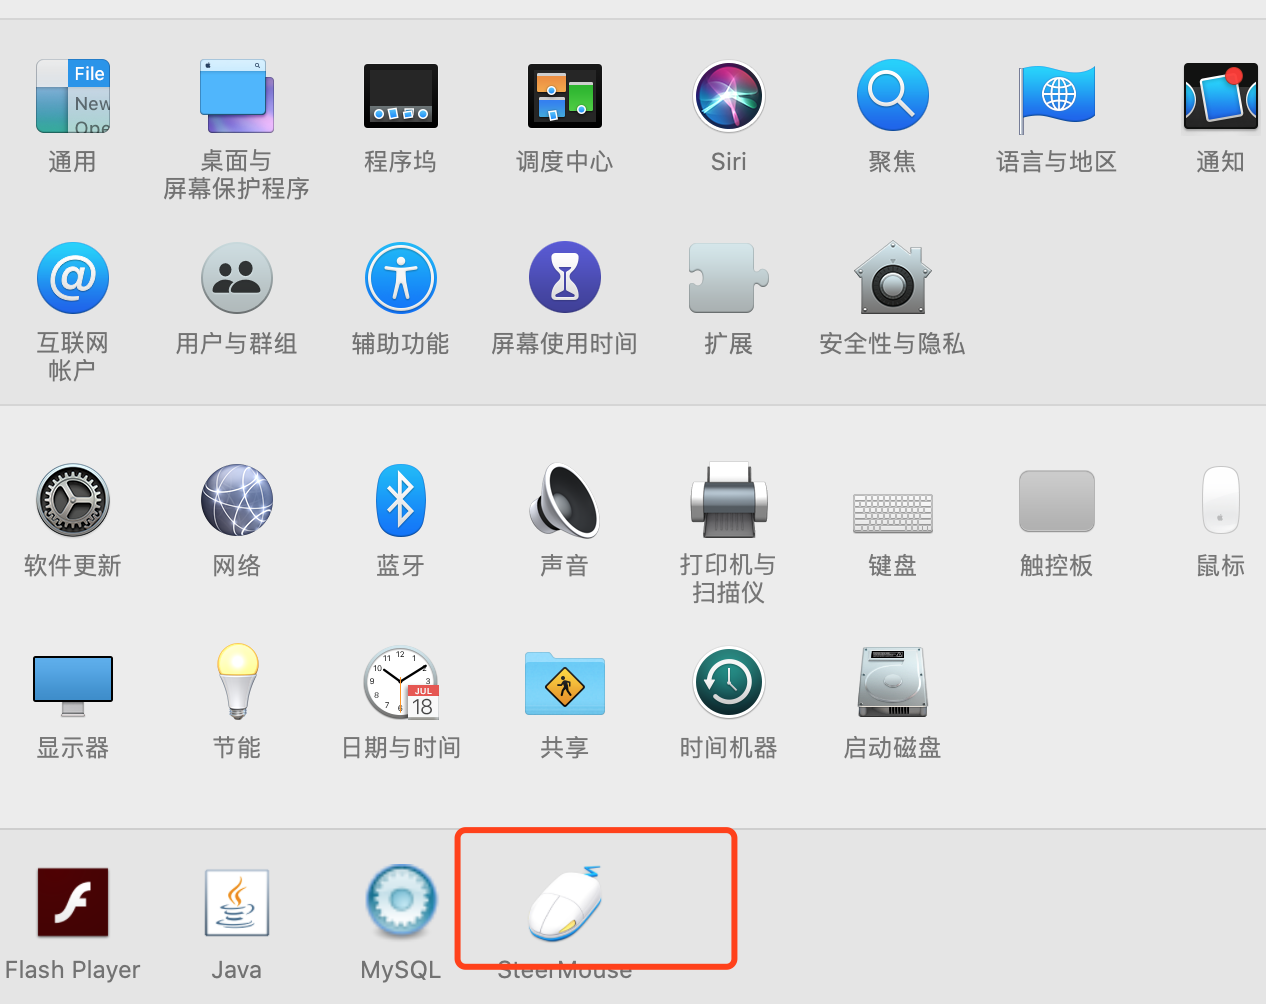 File
New
Ope
通用
桌面与
屏幕保护程序
程序坞
调度中心
Siri
聚焦
语言与地区
通知
@
互联网
帐户
用户与群组
辅助功能
屏幕使用时间
扩展
安全性与隐私
软件更新
网络
蓝牙
声音
打印机与
扫描仪
键盘
触控板
鼠标
显示器
节能
12
1
2
3
6
7
8
9
10
11
JUL
18
日期与时间
共享
时间机器
启动磁盘
Flash Player
Java
MySQL
SteerMouse